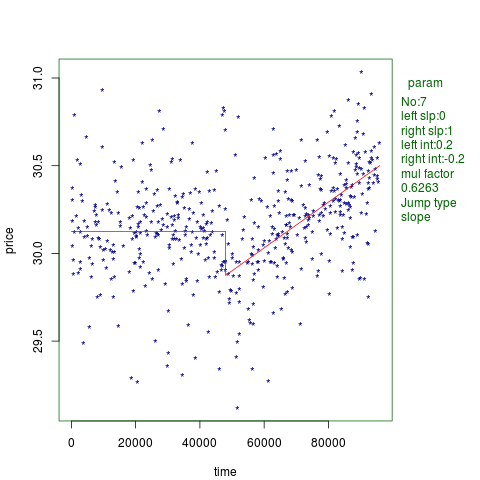 param
No:7
left slp:0
right slp:1
left int:0.2
right int:-0.2
mul factor
0.6263
Jump type
slope
price
31.0
30.5
30.0
29.5
0 20000 40000 60000 80000
time